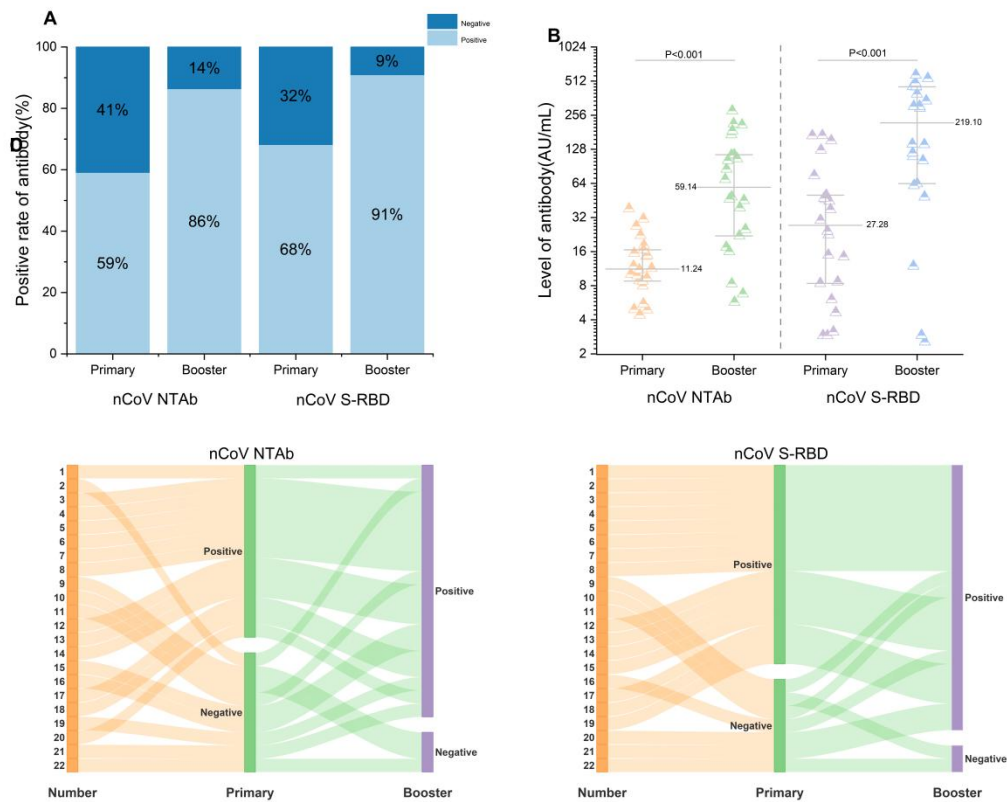 A
Negative
Positive
Positive rate of antibody(%)
100
80
60
40
20
0
41%
59%
14%
86%
32%
68%
9%
91%
Primary
Booster
Primary
Booster
nCoV NTAb
nCoV S-RBD
B
Level of antibody(AU/mL)
1024
512
256
128
64
32
16
8
4
2
P<0.001
P<0.001
11.24
59.14
27.28
219.10
Primary
Booster
Primary
Booster
nCoV NTAb
nCoV S-RBD
nCoV NTAb
1
2
3
4
5
6
7
8
9
10
11
12
13
14
15
16
17
18
19
20
21
22
Positive
Negative
Positive
Negative
Number
Primary
Booster
nCoV S-RBD
1
2
3
4
5
6
7
8
9
10
11
12
13
14
15
16
17
18
19
20
21
22
Positive
Negative
Positive
Negative
Number
Primary
Booster